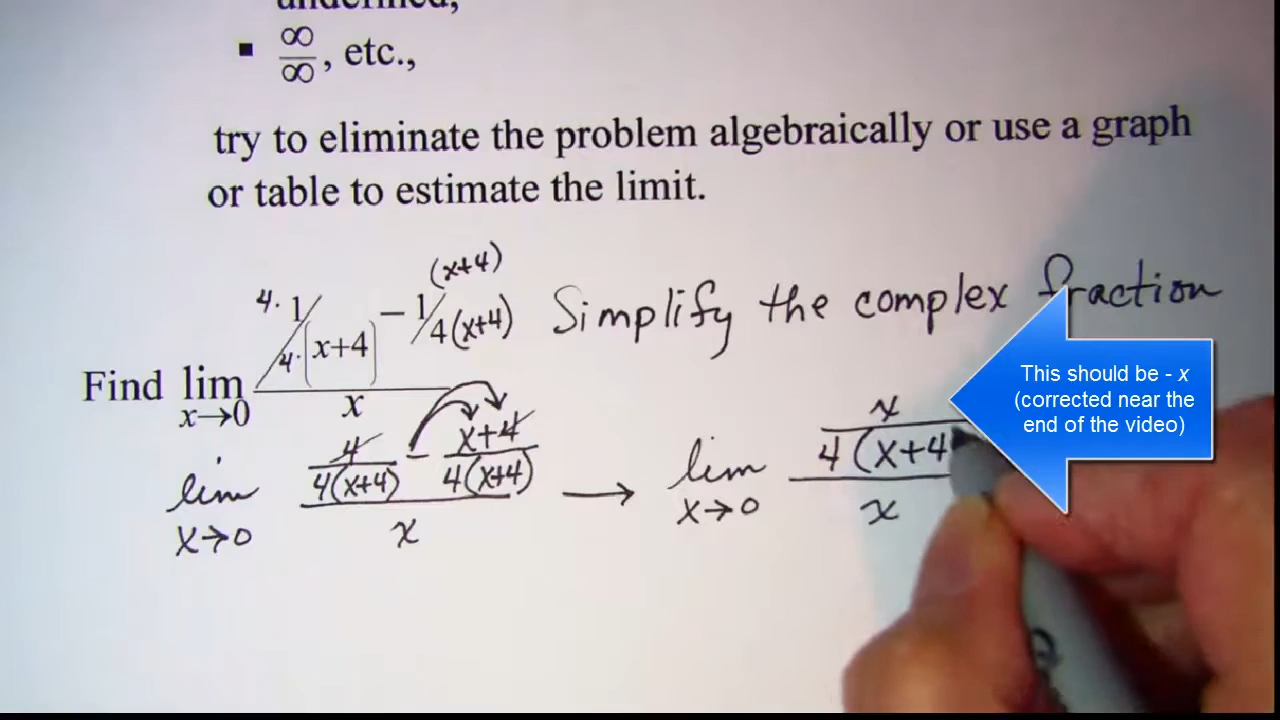 undefined,
▪ ∞/∞, etc.,
try to eliminate the problem algebraically or use a graph
or table to estimate the limit.
(x+4)
4· 1/4·(x+4) − 1/4(x+4) Simplify the complex fraction
Find lim x→0
x
This should be - x
(corrected near the
end of the video)
lim x→0 4/4(x+4) − x+4/4(x+4)
x
→ lim x→0 x/4(x+4
x